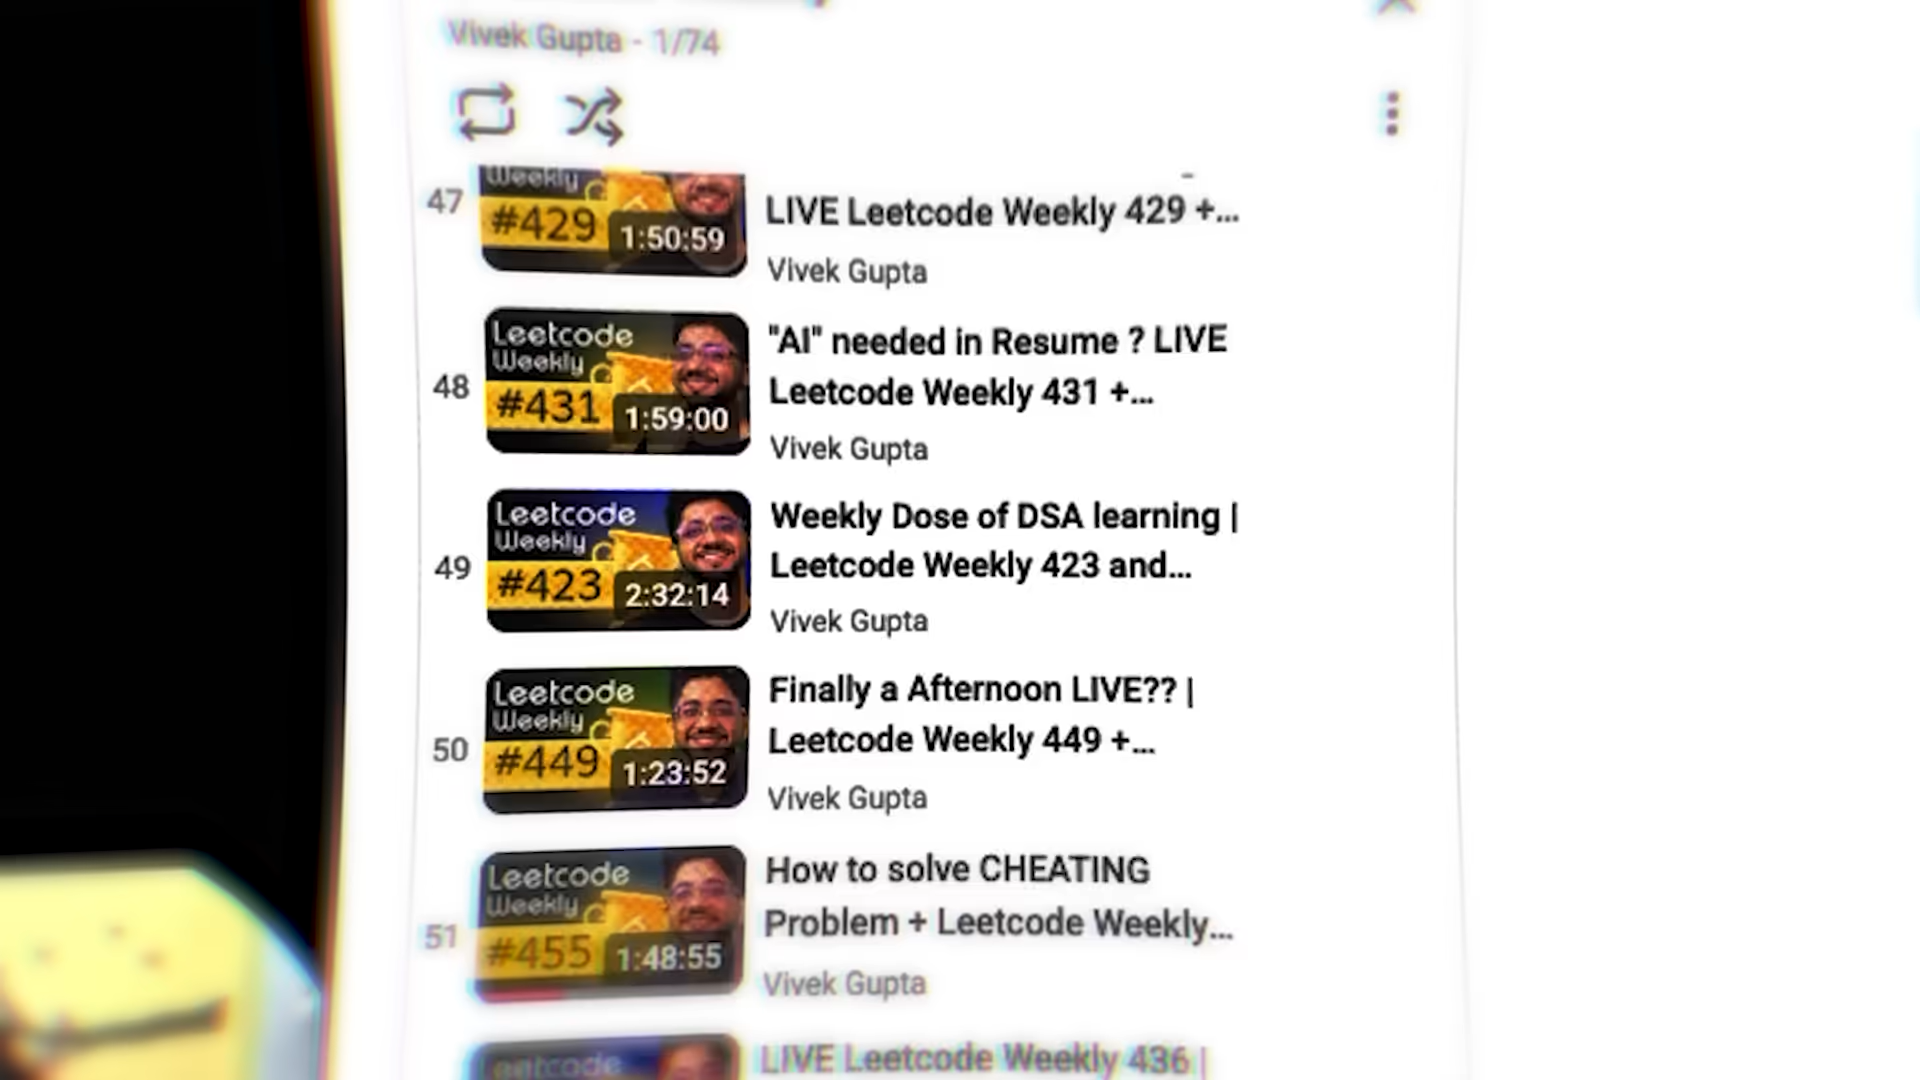 Vivek Gupta - 1/74
47
Weekly
#429
1:50:59
LIVE Leetcode Weekly 429 +...
Vivek Gupta
48
Leetcode
Weekly
#431
1:59:00
"AI" needed in Resume ? LIVE
Leetcode Weekly 431 +...
Vivek Gupta
49
Leetcode
Weekly
#423
2:32:14
Weekly Dose of DSA learning |
Leetcode Weekly 423 and...
Vivek Gupta
50
Leetcode
Weekly
#449
1:23:52
Finally a Afternoon LIVE?? |
Leetcode Weekly 449 +...
Vivek Gupta
51
Leetcode
Weekly
#455
1:48:55
How to solve CHEATING
Problem + Leetcode Weekly...
Vivek Gupta
Leetcode
LIVE Leetcode Weekly 436 |